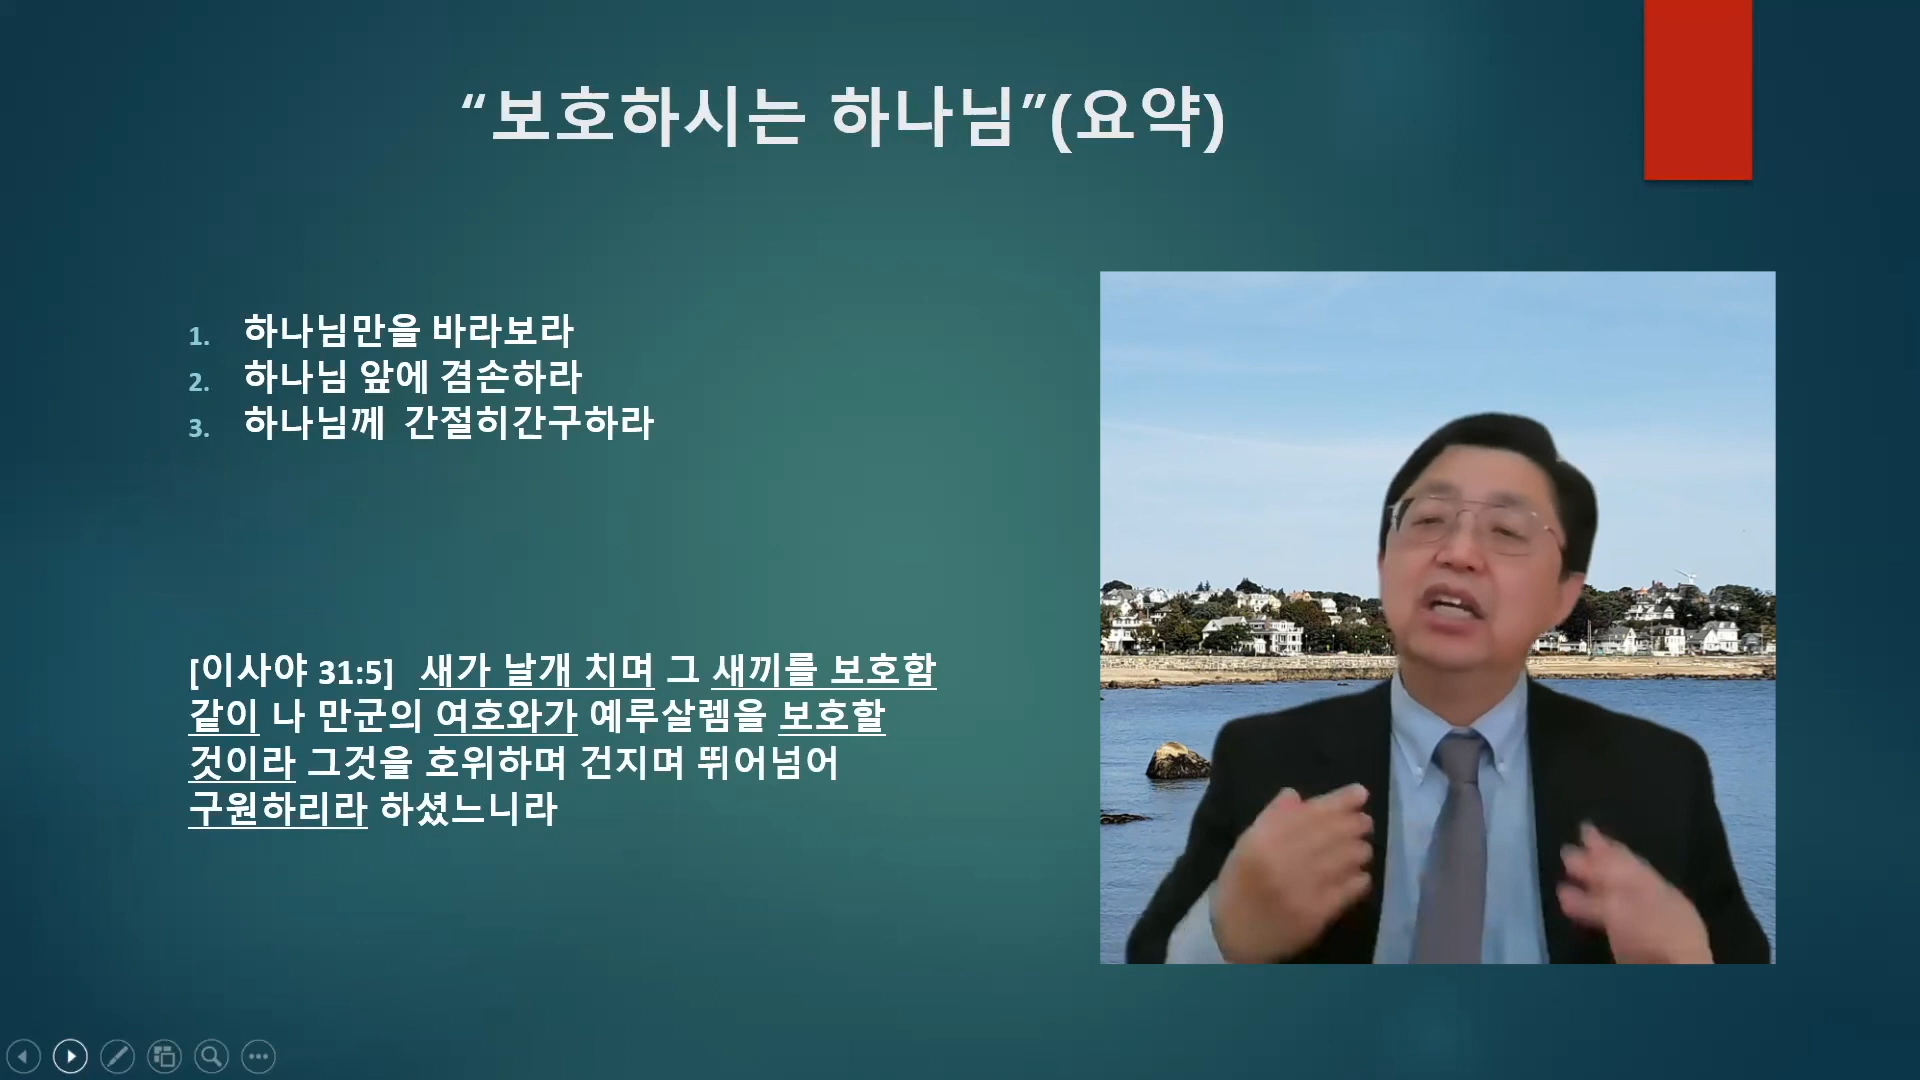 “보호하시는 하나님”(요약)
1. 하나님만을 바라보라
2. 하나님 앞에 겸손하라
3. 하나님께  간절히간구하라
[이사야 31:5]  새가 날개 치며 그 새끼를 보호함
같이 나 만군의 여호와가 예루살렘을 보호할
것이라 그것을 호위하며 건지며 뛰어넘어
구원하리라 하셨느니라